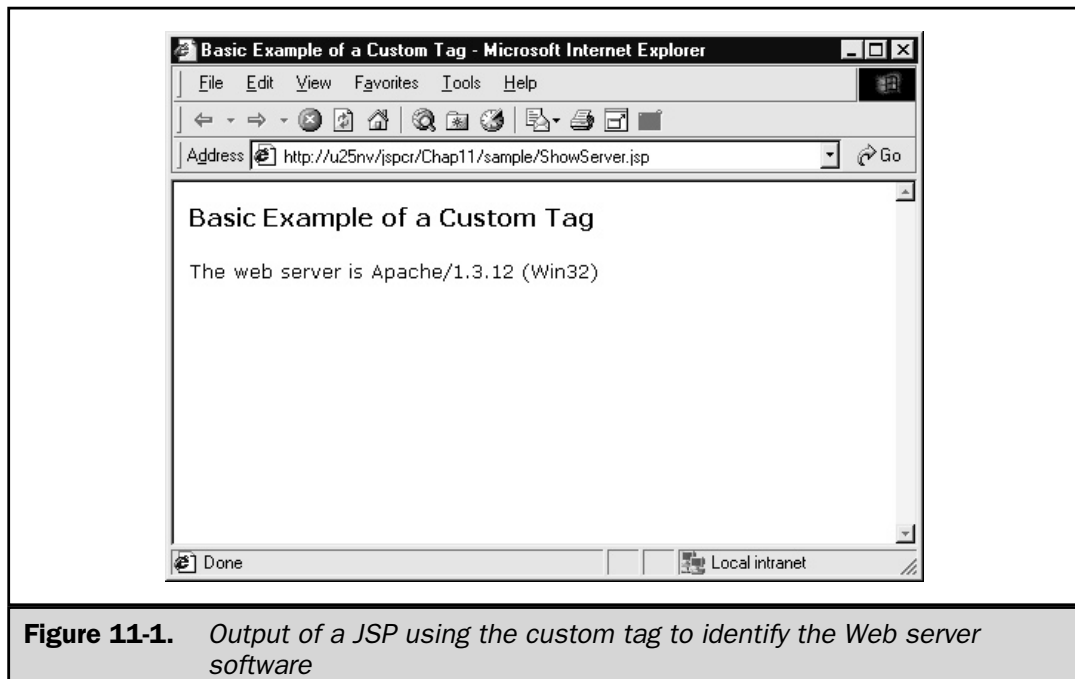 Basic Example of a Custom Tag - Microsoft Internet Explorer
File Edit View Favorites Tools Help
Address http://u25nv/jspcr/Chap11/sample/ShowServer.jsp Go
Basic Example of a Custom Tag
The web server is Apache/1.3.12 (Win32)
Done Local intranet
Figure 11-1. Output of a JSP using the custom tag to identify the Web server
software